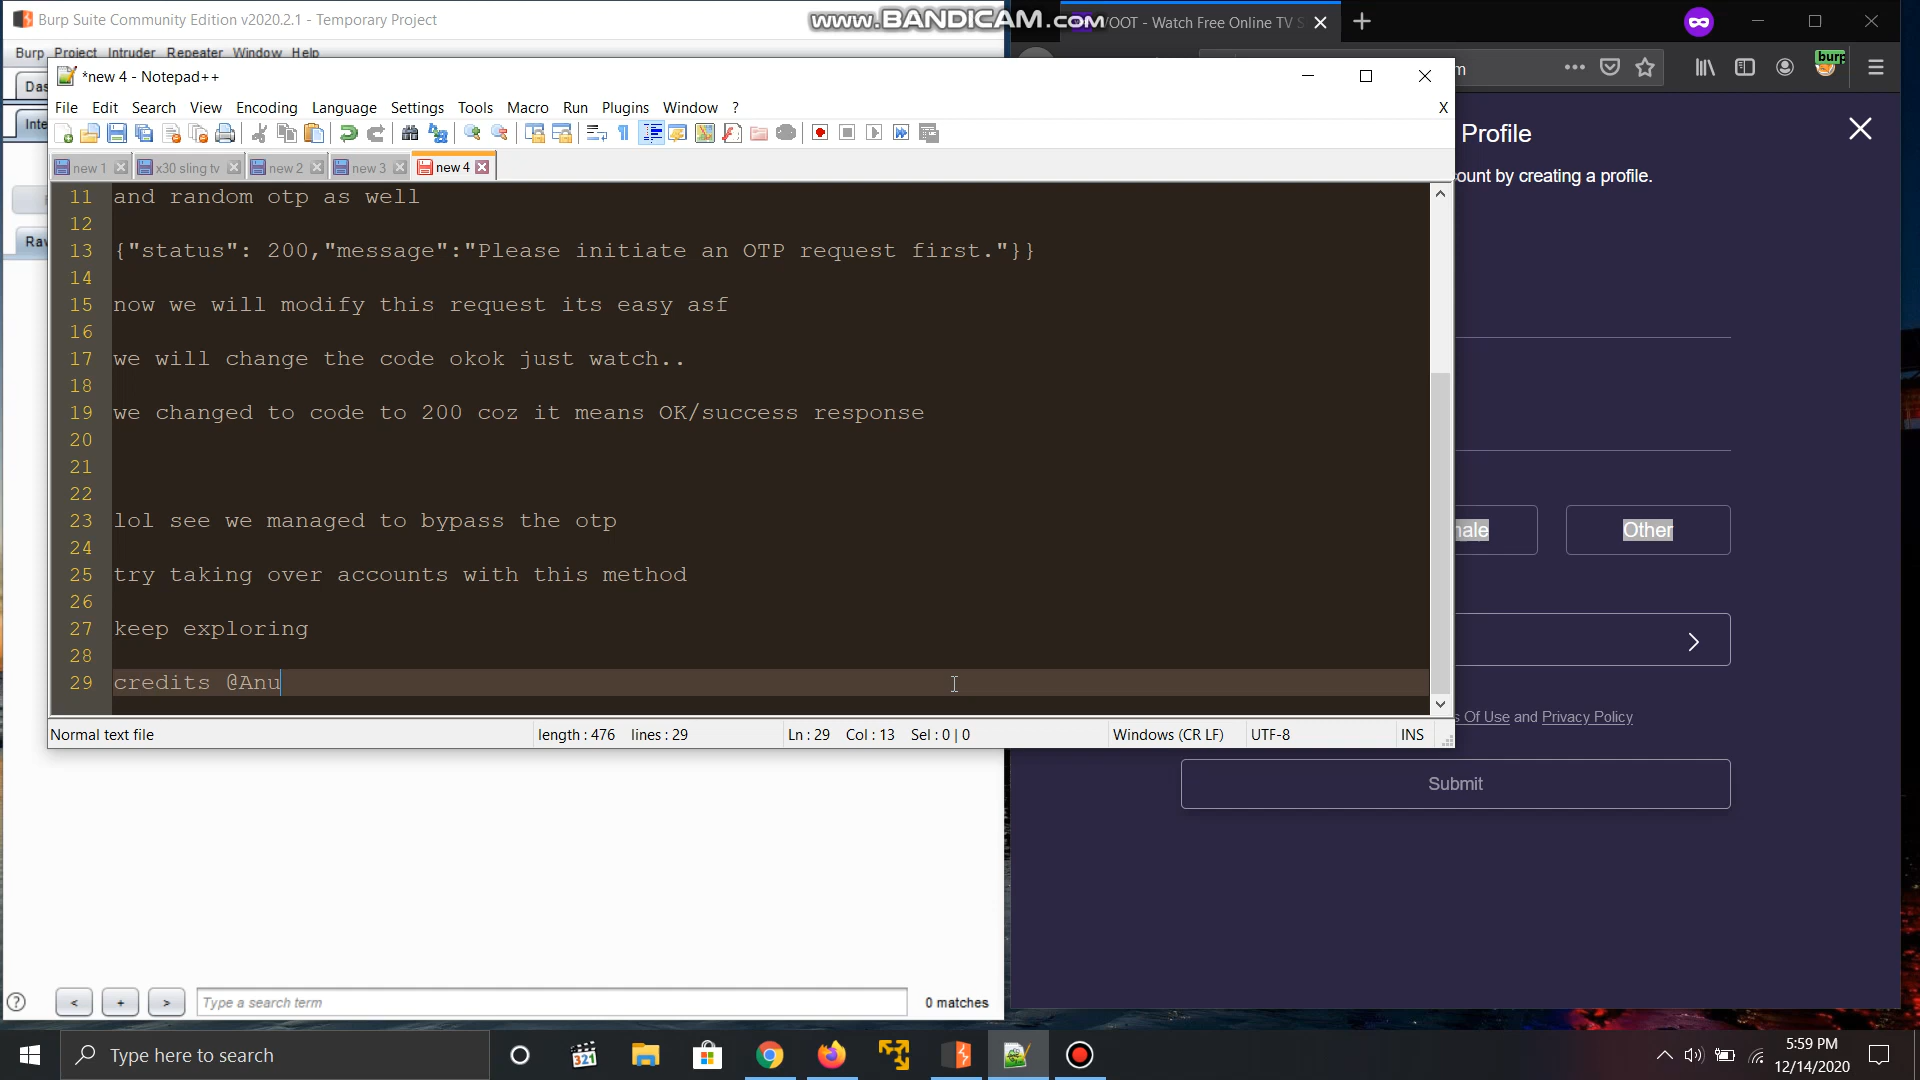 Burp Suite Community Edition v2020.2.1 - Temporary Project
www.BANDICAM.com
OOT - Watch Free Online TV S
Burp Project Intruder Repeater Window Help
burp
*new 4 - Notepad++
m
Das
File Edit Search View Encoding Language Settings Tools Macro Run Plugins Window ?
X
Inte
Profile
new 1
x30 sling tv
new 2
new 3
new 4
ount by creating a profile.
Raw
11 and random otp as well
12
13 {"status": 200,"message":"Please initiate an OTP request first."}}
14
15 now we will modify this request its easy asf
16
17 we will change the code okok just watch..
18
19 we changed to code to 200 coz it means OK/success response
20
21
22
23 lol see we managed to bypass the otp
24
25 try taking over accounts with this method
26
27 keep exploring
28
29 credits @Anu
male
Other
s Of Use and Privacy Policy
Normal text file
length : 476 lines : 29
Ln : 29 Col : 13 Sel : 0 | 0
Windows (CR LF)
UTF-8
INS
Submit
?
<
+
>
Type a search term
0 matches
Type here to search
321
5:59 PM
12/14/2020